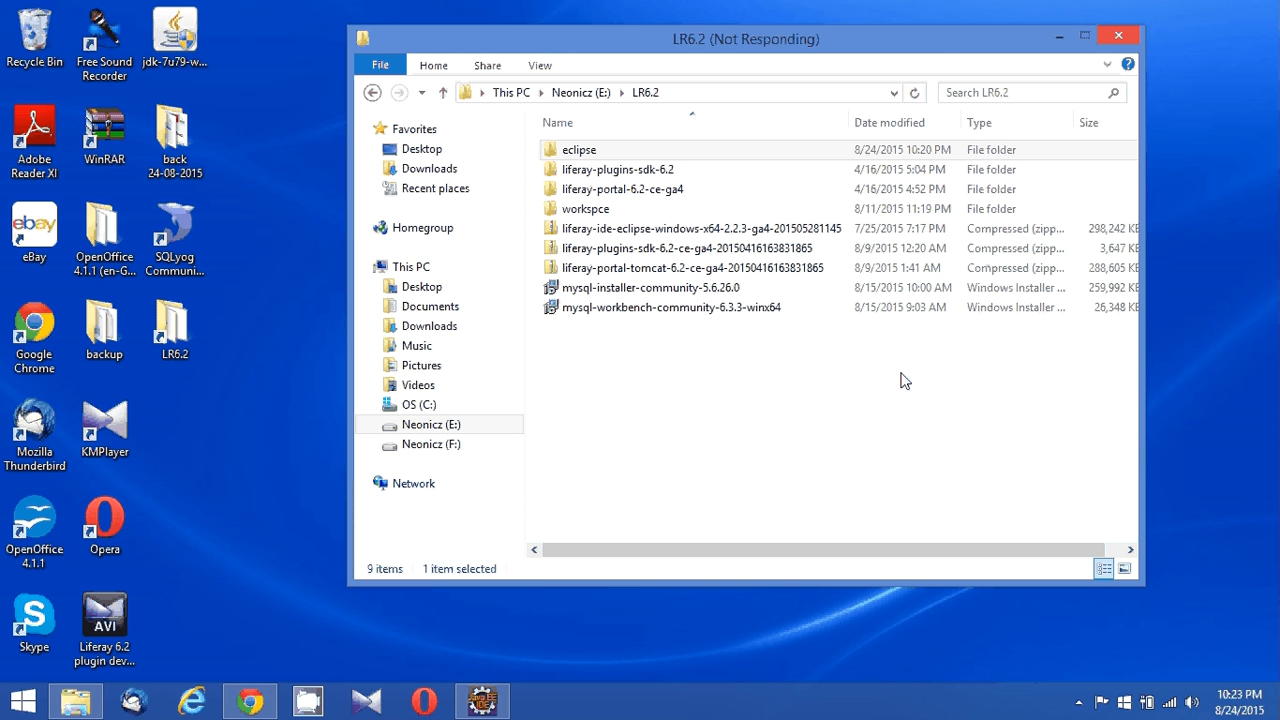 Recycle Bin
Free Sound
Recorder
jdk-7u79-w...
Adobe
Reader XI
WinRAR
back
24-08-2015
ebay
eBay
OpenOffice
4.1.1 (en-G...
SQLyog
Communi...
Google
Chrome
backup
LR6.2
Mozilla
Thunderbird
KMPlayer
OpenOffice
4.1.1
Opera
Skype
AVI
Liferay 6.2
plugin dev...
LR6.2 (Not Responding)
File Home Share View
This PC Neonicz (E:) LR6.2
Search LR6.2
Favorites
Desktop
Downloads
Recent places
Homegroup
This PC
Desktop
Documents
Downloads
Music
Pictures
Videos
OS (C:)
Neonicz (E:)
Neonicz (F:)
Network
Name Date modified Type Size
eclipse 8/24/2015 10:20 PM File folder
liferay-plugins-sdk-6.2 4/16/2015 5:04 PM File folder
liferay-portal-6.2-ce-ga4 4/16/2015 4:52 PM File folder
workspce 8/11/2015 11:19 PM File folder
liferay-ide-eclipse-windows-x64-2.2.3-ga4-201505281145 7/25/2015 7:17 PM Compressed (zipp... 298,242 KB
liferay-plugins-sdk-6.2-ce-ga4-20150416163831865 8/9/2015 12:20 AM Compressed (zipp... 3,647 KB
liferay-portal-tomcat-6.2-ce-ga4-20150416163831865 8/9/2015 1:41 AM Compressed (zipp... 288,605 KB
mysql-installer-community-5.6.26.0 8/15/2015 10:00 AM Windows Installer ... 259,992 KB
mysql-workbench-community-6.3.3-winx64 8/15/2015 9:03 AM Windows Installer ... 26,348 KB
9 items 1 item selected
Java EE
IDE
10:23 PM
8/24/2015